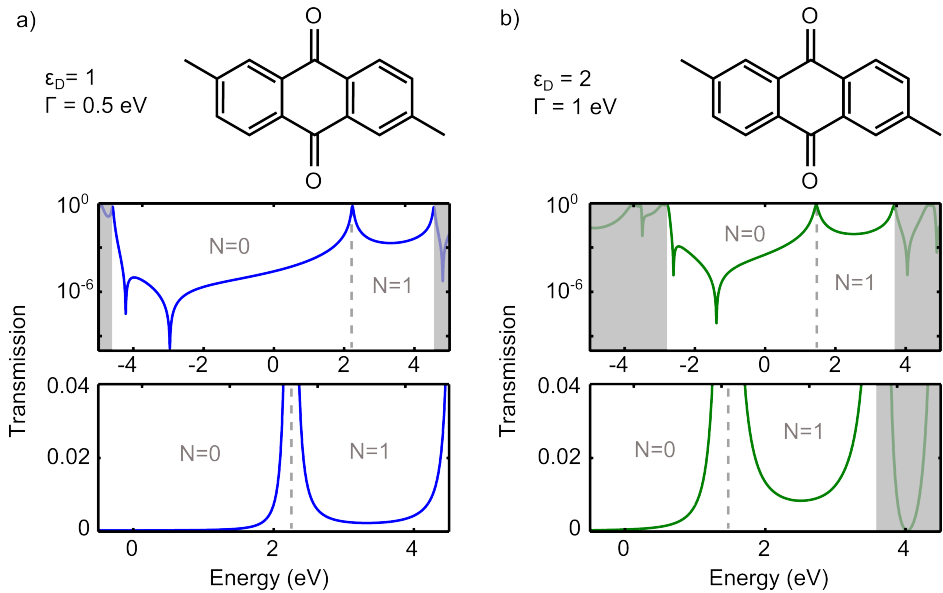 a)
O
ε_D= 1
Γ = 0.5 eV
O
10^0
10^-6
N=0
N=1
-4 -2 0 2 4
Transmission
0.04
0.02
0
N=0
N=1
0 2 4
Energy (eV)
b)
O
ε_D = 2
Γ = 1 eV
O
10^0
10^-6
N=0
N=1
-4 -2 0 2 4
Transmission
0.04
0.02
0
N=0
N=1
0 2 4
Energy (eV)